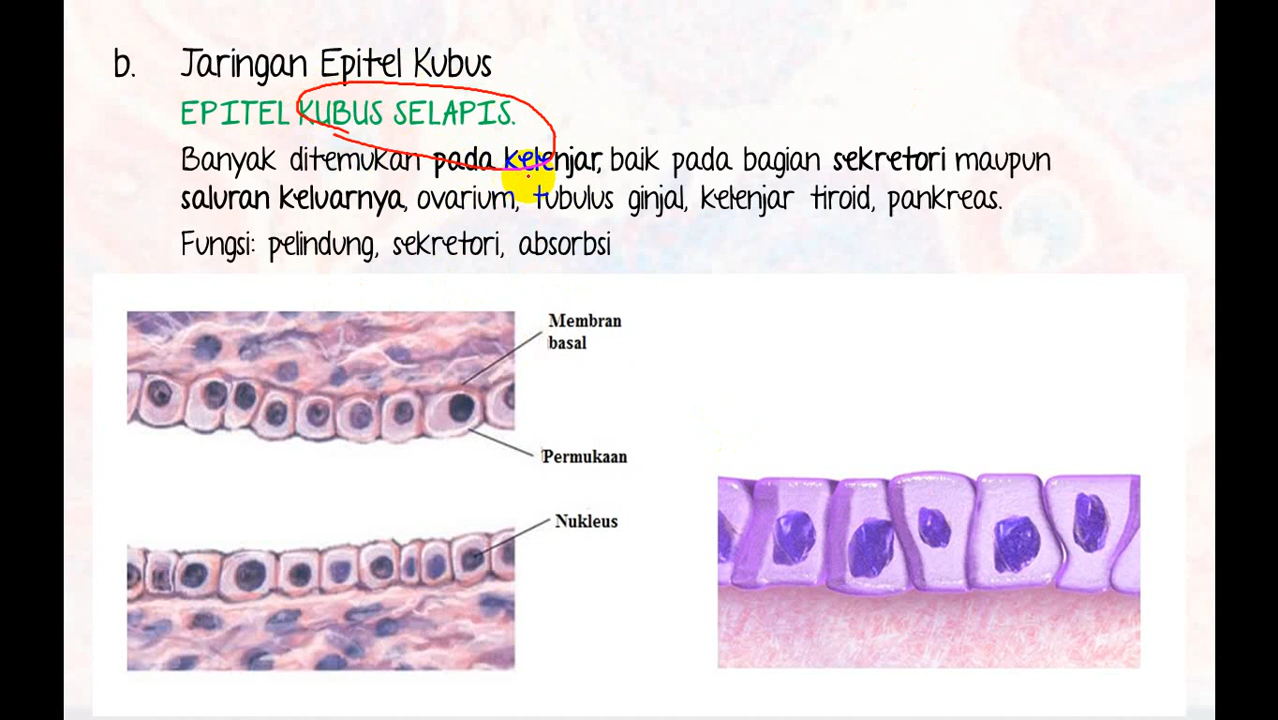 b. Jaringan Epitel Kubus
EPITEL KUBUS SELAPIS.
Banyak ditemukan pada kelenjar, baik pada bagian sekretori maupun
saluran keluarnya, ovarium, tubulus ginjal, kelenjar tiroid, pankreas.
Fungsi: pelindung, sekretori, absorbsi
Membran
basal
Permukaan
Nukleus